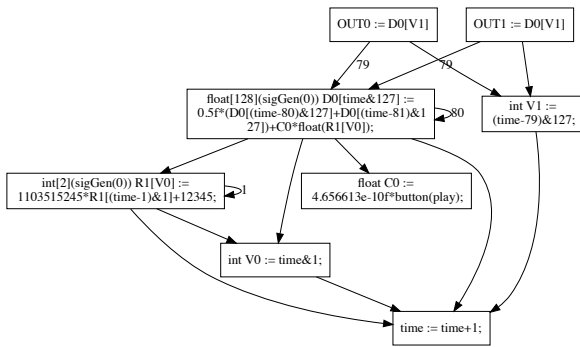 OUT0 := D0[V1]
OUT1 := D0[V1]
79
79
float[128](sigGen(0)) D0[time&127] :=
0.5f*(D0[(time-80)&127]+D0[(time-81)&1
27])+C0*float(R1[V0]);
80
int V1 :=
(time-79)&127;
int[2](sigGen(0)) R1[V0] :=
1103515245*R1[(time-1)&1]+12345;
1
float C0 :=
4.656613e-10f*button(play);
int V0 := time&1;
time := time+1;